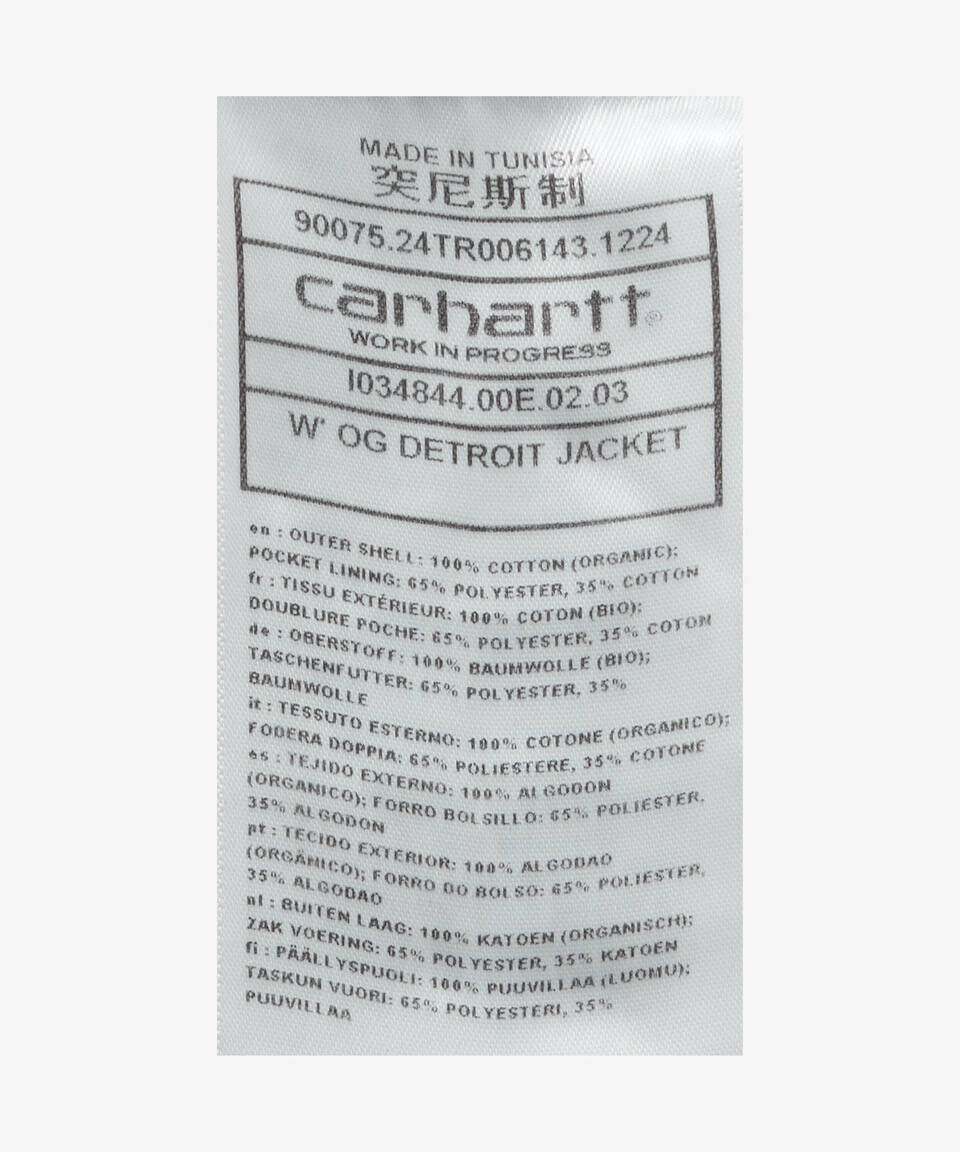 MADE IN TUNISIA
突尼斯制
90075.24TR006143.1224
carhartt®
WORK IN PROGRESS
I034844.00E.02.03
W' OG DETROIT JACKET
en : OUTER SHELL: 100% COTTON (ORGANIC);
POCKET LINING: 65% POLYESTER, 35% COTTON
fr : TISSU EXTÉRIEUR: 100% COTON (BIO);
DOUBLURE POCHE: 65% POLYESTER, 35% COTON
de : OBERSTOFF: 100% BAUMWOLLE (BIO);
TASCHENFUTTER: 65% POLYESTER, 35%
BAUMWOLLE
it : TESSUTO ESTERNO: 100% COTONE (ORGANICO);
FODERA DOPPIA: 65% POLIESTERE, 35% COTONE
es : TEJIDO EXTERNO: 100% ALGODON
(ORGANICO); FORRO BOLSILLO: 65% POLIESTER,
35% ALGODON
pt : TECIDO EXTERIOR: 100% ALGODAO
(ORGÂNICO); FORRO DO BOLSO: 65% POLIESTER,
35% ALGODAO
nl : BUITEN LAAG: 100% KATOEN (ORGANISCH);
ZAK VOERING: 65% POLYESTER, 35% KATOEN
fi : PÄÄLLYSPUOLI: 100% PUUVILLAA (LUOMU);
TASKUN VUORI: 65% POLYESTERI, 35%
PUUVILLAA